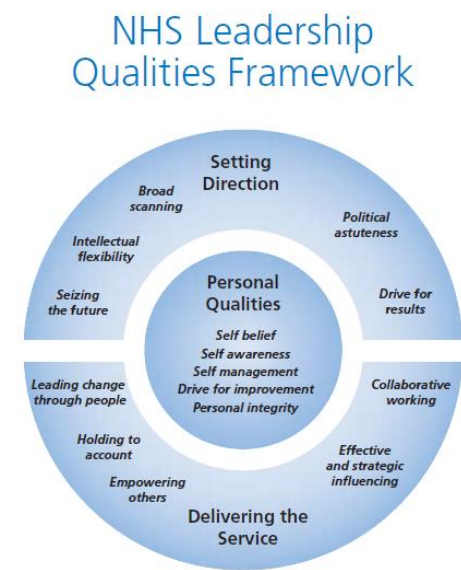 NHS Leadership
Qualities Framework
Setting
Direction
Broad
scanning
Intellectual
flexibility
Seizing
the future
Political
astuteness
Drive for
results
Personal
Qualities
Self belief
Self awareness
Self management
Drive for improvement
Personal integrity
Leading change
through people
Holding to
account
Empowering
others
Collaborative
working
Effective
and strategic
influencing
Delivering the
Service